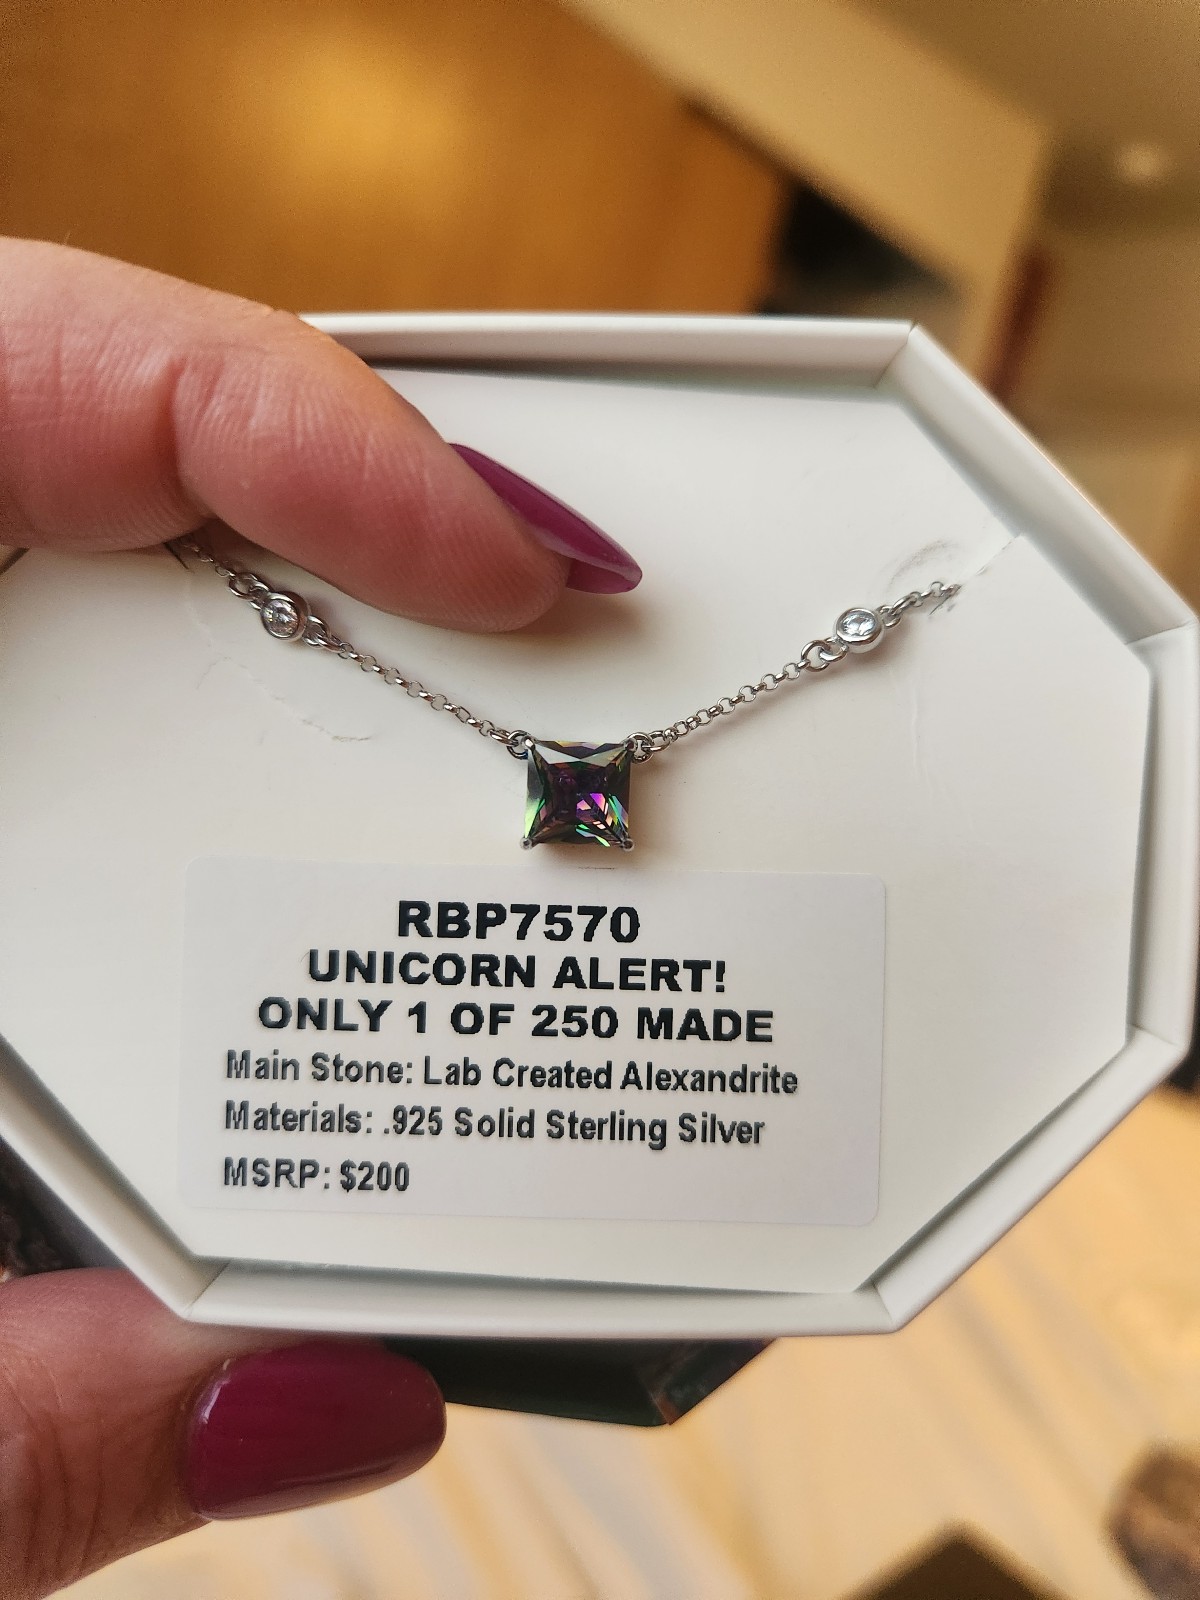 RBP7570
UNICORN ALERT!
ONLY 1 OF 250 MADE
Main Stone: Lab Created Alexandrite
Materials: .925 Solid Sterling Silver
MSRP: $200